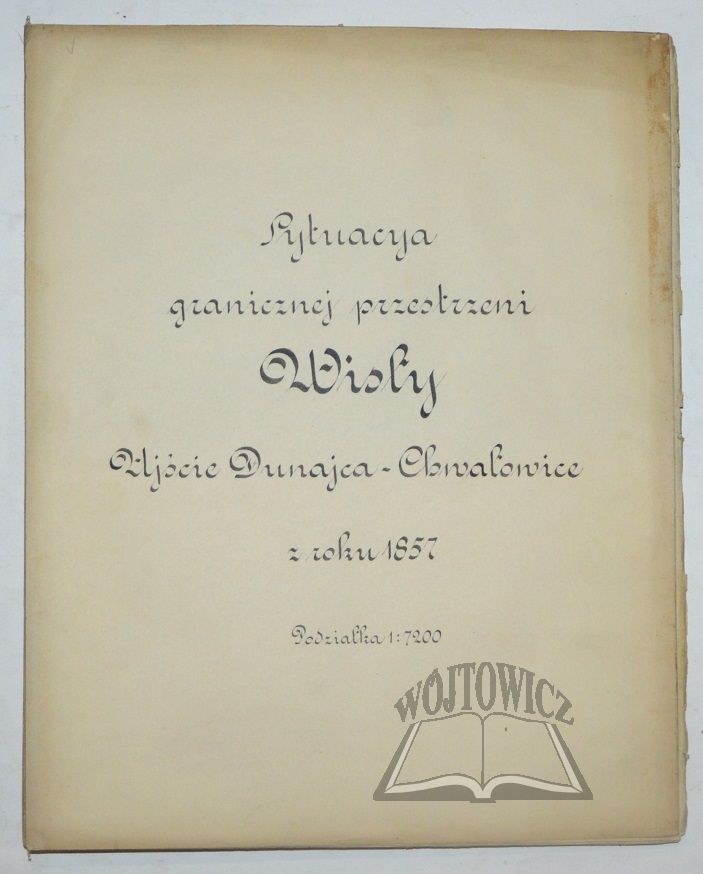 Sytuacya
granicznej przestrzeni
Wisły
Ujście Dunajca - Chwałowice
z roku 1857
Podziałka 1:7200
WÓJTOWICZ